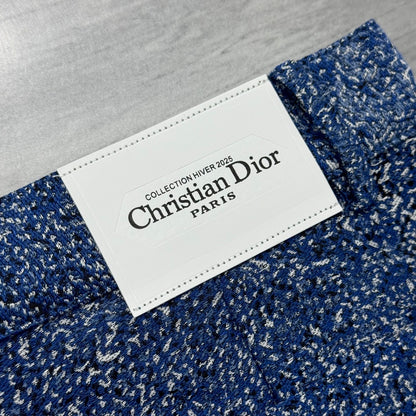 COLLECTION HIVER 2025
Christian Dior
PARIS